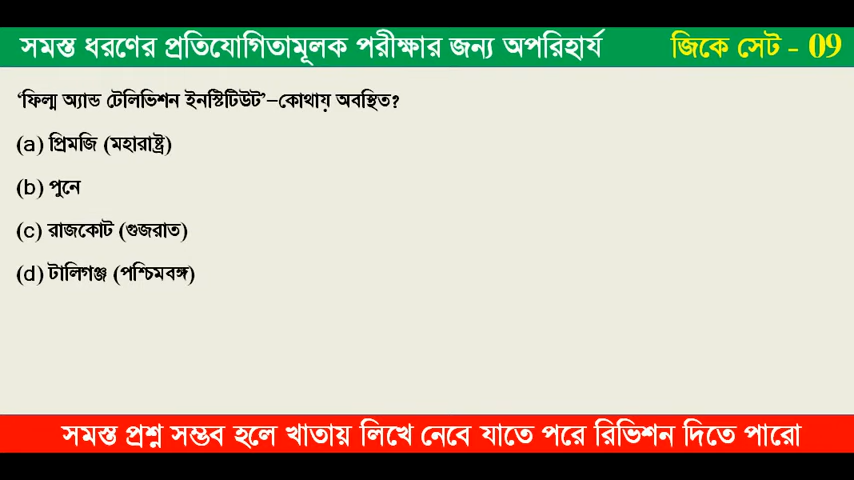 সমস্ত ধরণের প্রতিযোগিতামূলক পরীক্ষার জন্য অপরিহার্য জিকে সেট - 09
‘ফিল্ম অ্যান্ড টেলিভিশন ইনস্টিটিউট’–কোথায় অবস্থিত?
(a) প্রিমজি (মহারাষ্ট্র)
(b) পুনে
(c) রাজকোট (গুজরাত)
(d) টালিগঞ্জ (পশ্চিমবঙ্গ)
সমস্ত প্রশ্ন সম্ভব হলে খাতায় লিখে নেবে যাতে পরে রিভিশন দিতে পারো